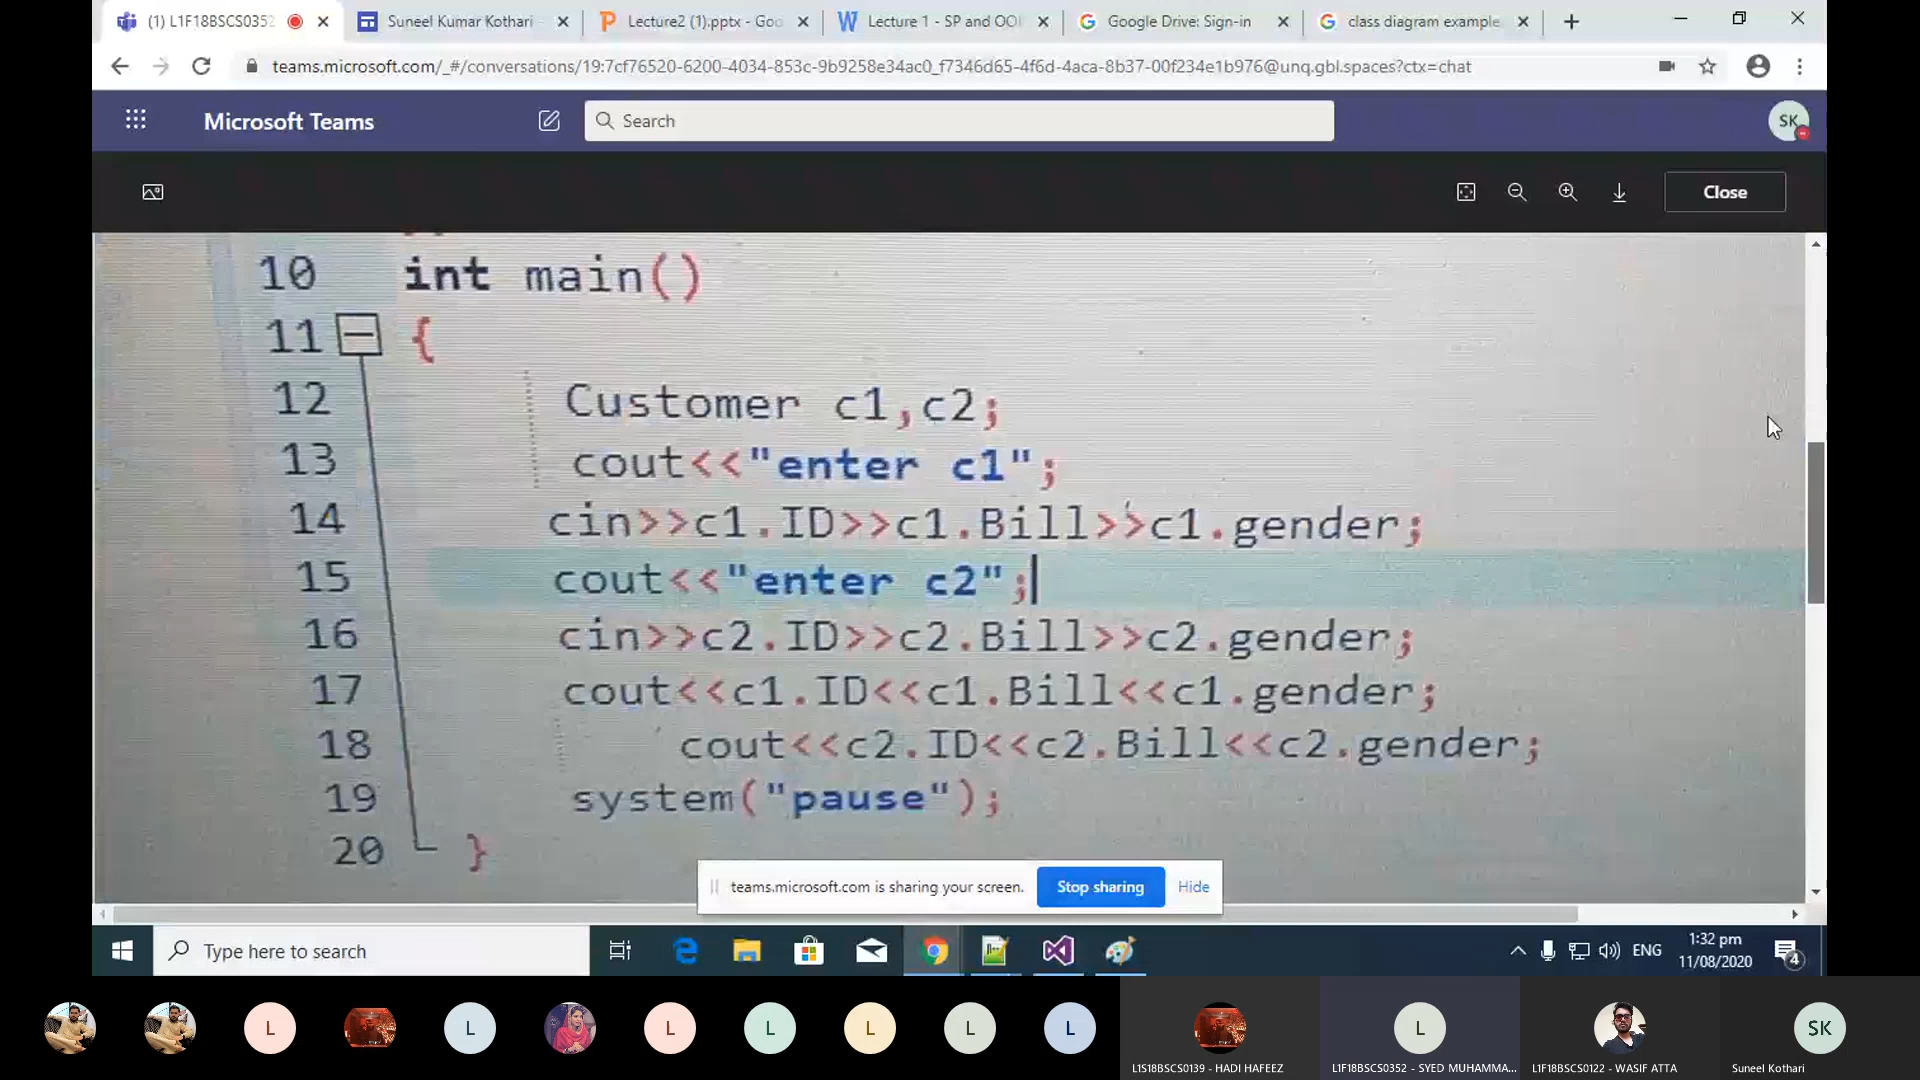 (1) L1F18BSCS0352
Suneel Kumar Kothari
Lecture2 (1).pptx - Goo
Lecture 1 - SP and OOP
Google Drive: Sign-in
class diagram example
teams.microsoft.com/_#/conversations/19:7cf76520-6200-4034-853c-9b9258e34ac0_f7346d65-4f6d-4aca-8b37-00f234e1b976@unq.gbl.spaces?ctx=chat
Microsoft Teams
Search
SK
Close
10 int main()
11 {
12 Customer c1,c2;
13 cout<<"enter c1";
14 cin>>c1.ID>>c1.Bill>>c1.gender;
15 cout<<"enter c2";
16 cin>>c2.ID>>c2.Bill>>c2.gender;
17 cout<<c1.ID<<c1.Bill<<c1.gender;
18 cout<<c2.ID<<c2.Bill<<c2.gender;
19 system("pause");
20 }
teams.microsoft.com is sharing your screen.
Stop sharing
Hide
Type here to search
ENG
1:32 pm
11/08/2020
4
L
L
L
L
L
L
L
L
SK
L1S18BSCS0139 - HADI HAFEEZ
L1F18BSCS0352 - SYED MUHAMMA...
L1F18BSCS0122 - WASIF ATTA
Suneel Kothari